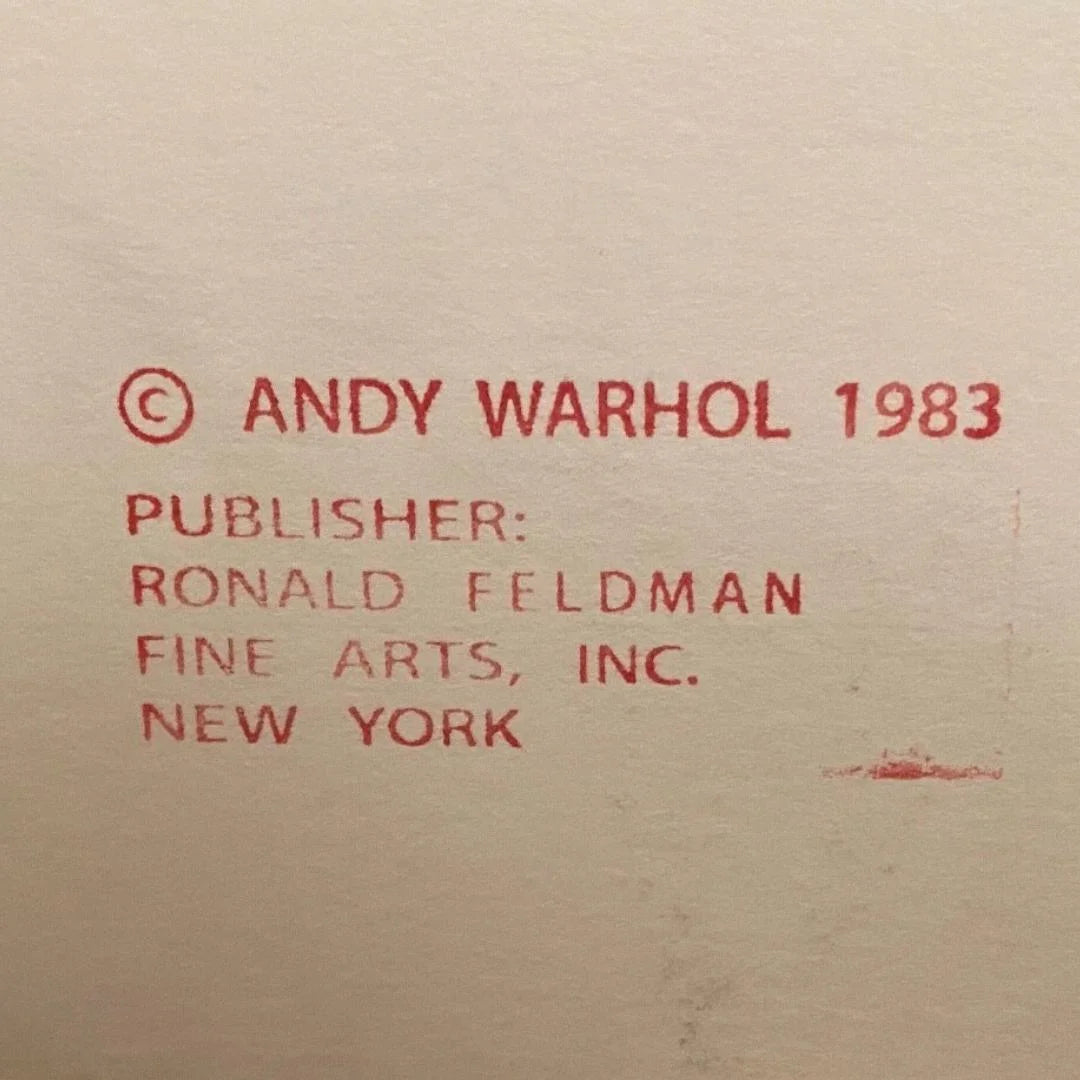 © ANDY WARHOL 1983
PUBLISHER:
RONALD FELDMAN
FINE ARTS, INC.
NEW YORK